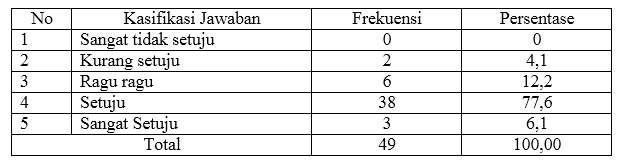 No Kasifikasi Jawaban Frekuensi Persentase
1 Sangat tidak setuju 0 0
2 Kurang setuju 2 4,1
3 Ragu ragu 6 12,2
4 Setuju 38 77,6
5 Sangat Setuju 3 6,1
Total 49 100,00